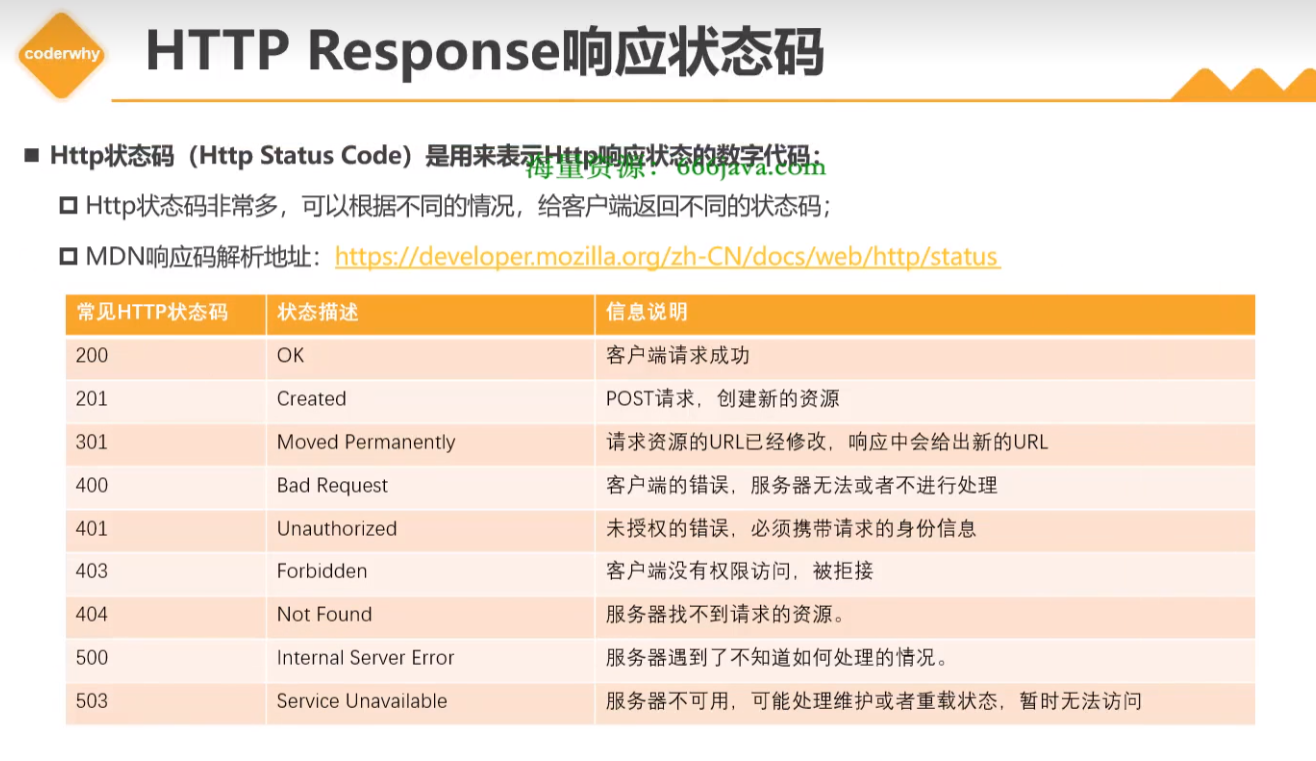 coderwhy
HTTP Response响应状态码
Http状态码（Http Status Code）是用来表示Http响应状态的数字代码：
海量资源：666java.com
Http状态码非常多，可以根据不同的情况，给客户端返回不同的状态码；
MDN响应码解析地址：https://developer.mozilla.org/zh-CN/docs/web/http/status
常见HTTP状态码 状态描述 信息说明
200 OK 客户端请求成功
201 Created POST请求，创建新的资源
301 Moved Permanently 请求资源的URL已经修改，响应中会给出新的URL
400 Bad Request 客户端的错误，服务器无法或者不进行处理
401 Unauthorized 未授权的错误，必须携带请求的身份信息
403 Forbidden 客户端没有权限访问，被拒接
404 Not Found 服务器找不到请求的资源。
500 Internal Server Error 服务器遇到了不知道如何处理的情况。
503 Service Unavailable 服务器不可用，可能处理维护或者重载状态，暂时无法访问